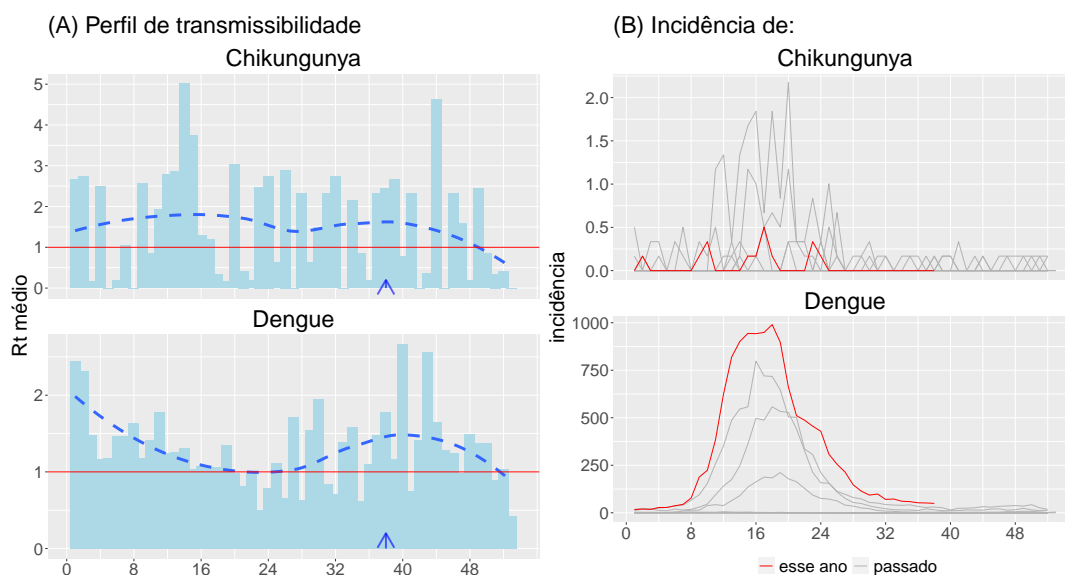 (A) Perfil de transmissibilidade
Chikungunya
5
4
3
2
1
0
Dengue
2
1
0
Rt médio
0 8 16 24 32 40 48
(B) Incidência de:
Chikungunya
2.0
1.5
1.0
0.5
0.0
Dengue
1000
750
500
250
0
incidência
0 8 16 24 32 40 48
esse ano passado